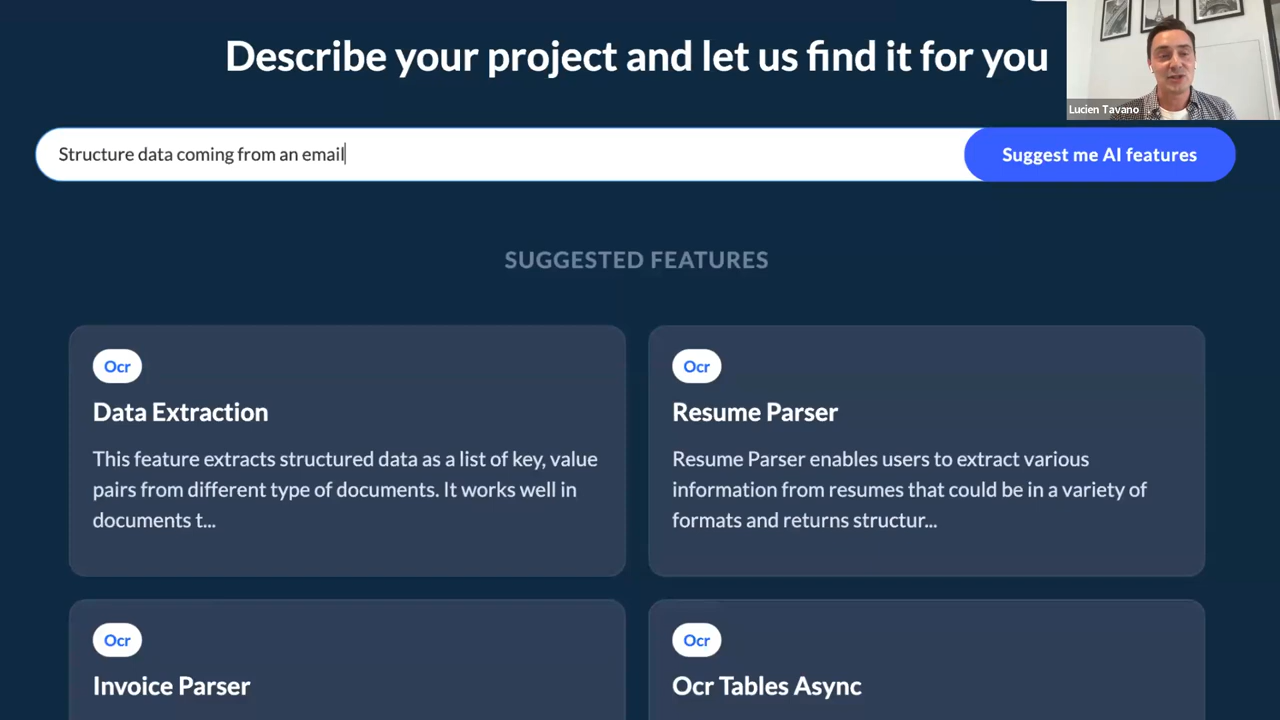 Describe your project and let us find it for you
Lucien Tavano
Structure data coming from an email
Suggest me AI features
SUGGESTED FEATURES
Ocr
Data Extraction
This feature extracts structured data as a list of key, value
pairs from different type of documents. It works well in
documents t...
Ocr
Resume Parser
Resume Parser enables users to extract various
information from resumes that could be in a variety of
formats and returns structur...
Ocr
Invoice Parser
Ocr
Ocr Tables Async